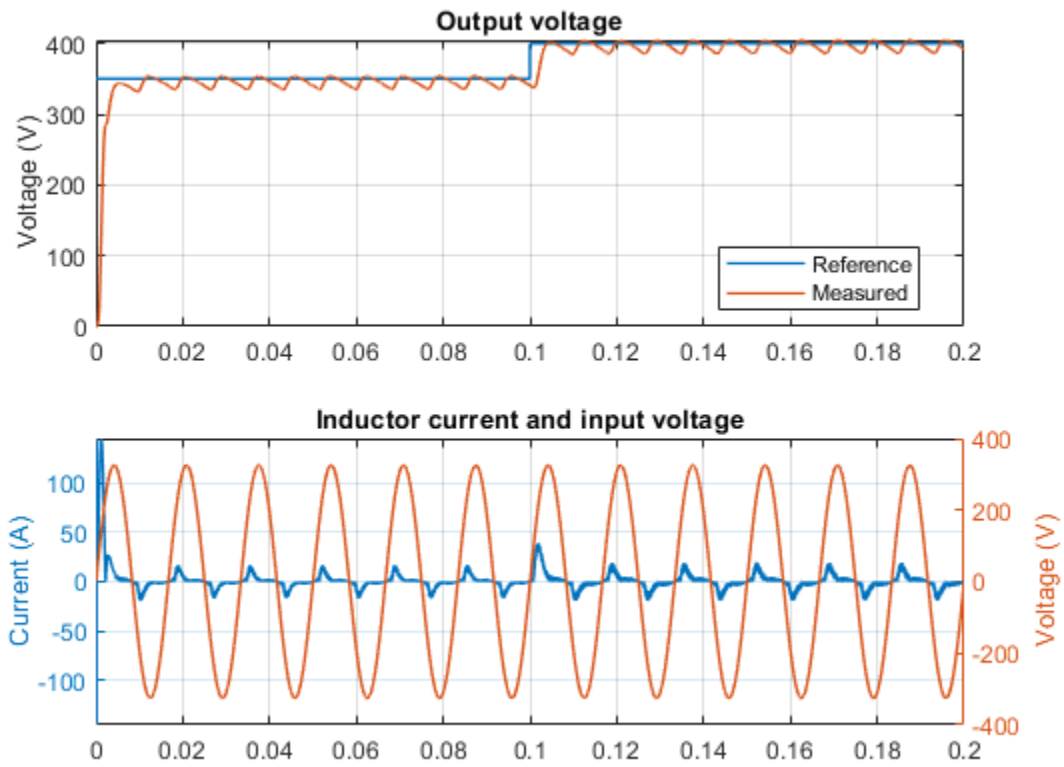 Output voltage
400
300
200
100
0
Voltage (V)
Reference
Measured
0 0.02 0.04 0.06 0.08 0.1 0.12 0.14 0.16 0.18 0.2
Inductor current and input voltage
100
50
0
-50
-100
Current (A)
400
200
0
-200
-400
Voltage (V)
0 0.02 0.04 0.06 0.08 0.1 0.12 0.14 0.16 0.18 0.2